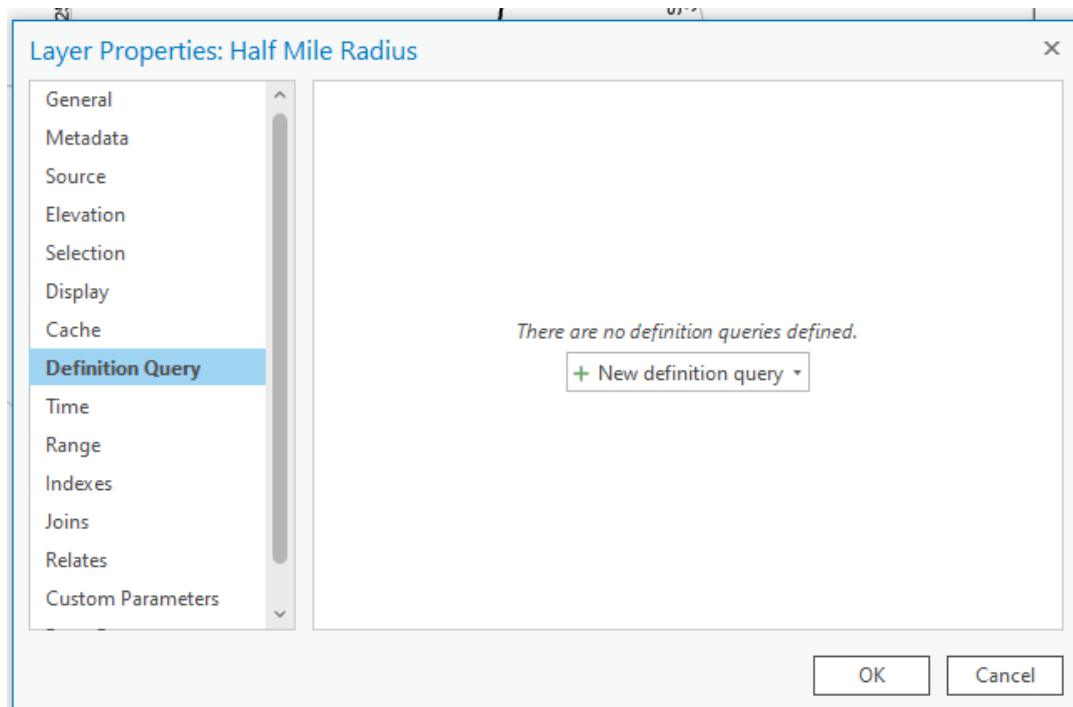 Layer Properties: Half Mile Radius
General
Metadata
Source
Elevation
Selection
Display
Cache
Definition Query
Time
Range
Indexes
Joins
Relates
Custom Parameters
There are no definition queries defined.
+ New definition query
OK
Cancel